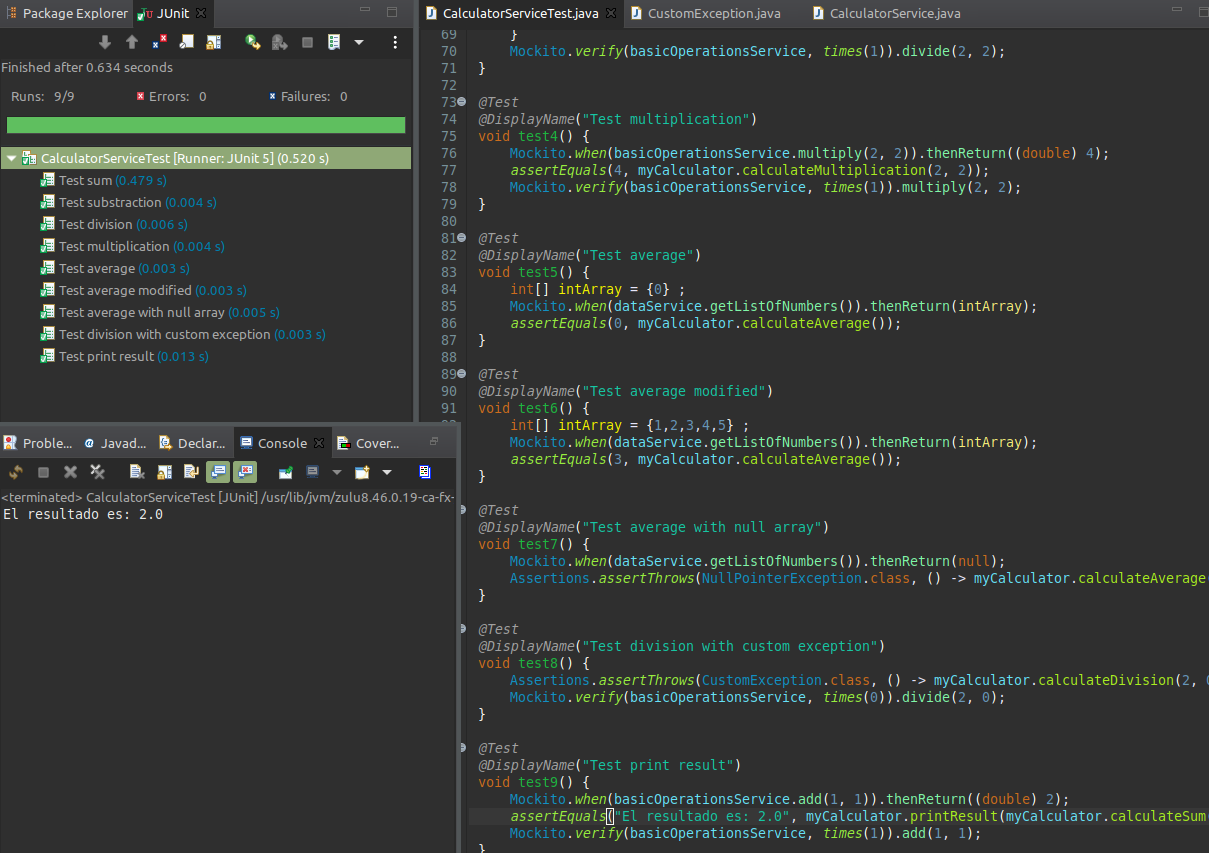 Package Explorer JUnit
Finished after 0.634 seconds
Runs: 9/9 Errors: 0 Failures: 0
CalculatorServiceTest [Runner: JUnit 5] (0.520 s)
Test sum (0.479 s)
Test substraction (0.004 s)
Test division (0.006 s)
Test multiplication (0.004 s)
Test average (0.003 s)
Test average modified (0.003 s)
Test average with null array (0.005 s)
Test division with custom exception (0.003 s)
Test print result (0.013 s)
Proble... Javad... Declar... Console Cover...
<terminated> CalculatorServiceTest [JUnit] /usr/lib/jvm/zulu8.46.0.19-ca-fx-
El resultado es: 2.0
CalculatorServiceTest.java CustomException.java CalculatorService.java
69 }
70 Mockito.verify(basicOperationsService, times(1)).divide(2, 2);
71 }
72
73 @Test
74 @DisplayName("Test multiplication")
75 void test4() {
76 Mockito.when(basicOperationsService.multiply(2, 2)).thenReturn((double) 4);
77 assertEquals(4, myCalculator.calculateMultiplication(2, 2));
78 Mockito.verify(basicOperationsService, times(1)).multiply(2, 2);
79 }
80
81 @Test
82 @DisplayName("Test average")
83 void test5() {
84 int[] intArray = {0} ;
85 Mockito.when(dataService.getListOfNumbers()).thenReturn(intArray);
86 assertEquals(0, myCalculator.calculateAverage());
87 }
88
89 @Test
90 @DisplayName("Test average modified")
91 void test6() {
int[] intArray = {1,2,3,4,5} ;
Mockito.when(dataService.getListOfNumbers()).thenReturn(intArray);
assertEquals(3, myCalculator.calculateAverage());
}
@Test
@DisplayName("Test average with null array")
void test7() {
Mockito.when(dataService.getListOfNumbers()).thenReturn(null);
Assertions.assertThrows(NullPointerException.class, () -> myCalculator.calculateAverage
}
@Test
@DisplayName("Test division with custom exception")
void test8() {
Assertions.assertThrows(CustomException.class, () -> myCalculator.calculateDivision(2, 0
Mockito.verify(basicOperationsService, times(0)).divide(2, 0);
}
@Test
@DisplayName("Test print result")
void test9() {
Mockito.when(basicOperationsService.add(1, 1)).thenReturn((double) 2);
assertEquals("El resultado es: 2.0", myCalculator.printResult(myCalculator.calculateSum
Mockito.verify(basicOperationsService, times(1)).add(1, 1);
}